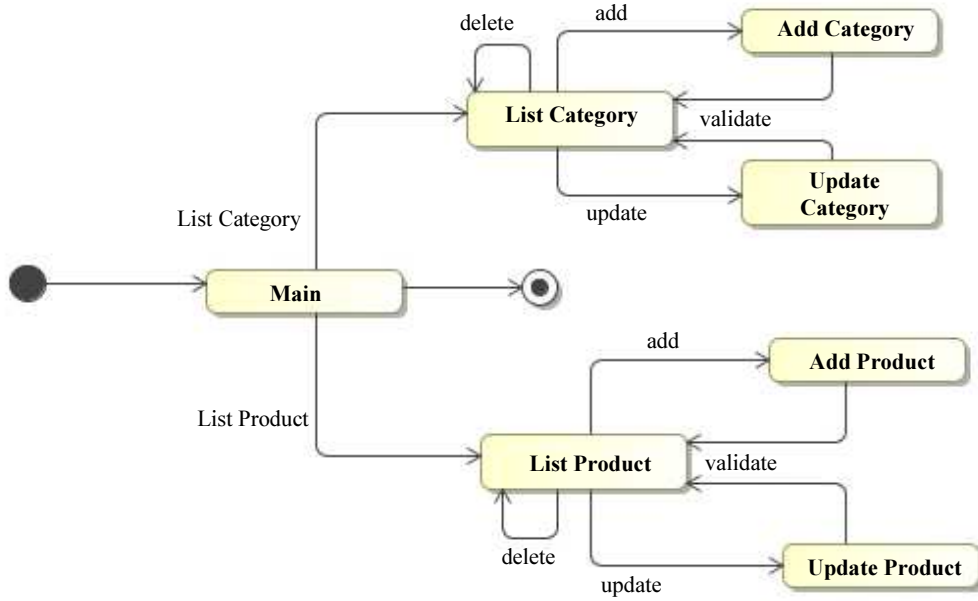 delete
add
Add Category
List Category
validate
Update
Category
update
List Category
Main
add
Add Product
List Product
List Product
validate
delete
update
Update Product